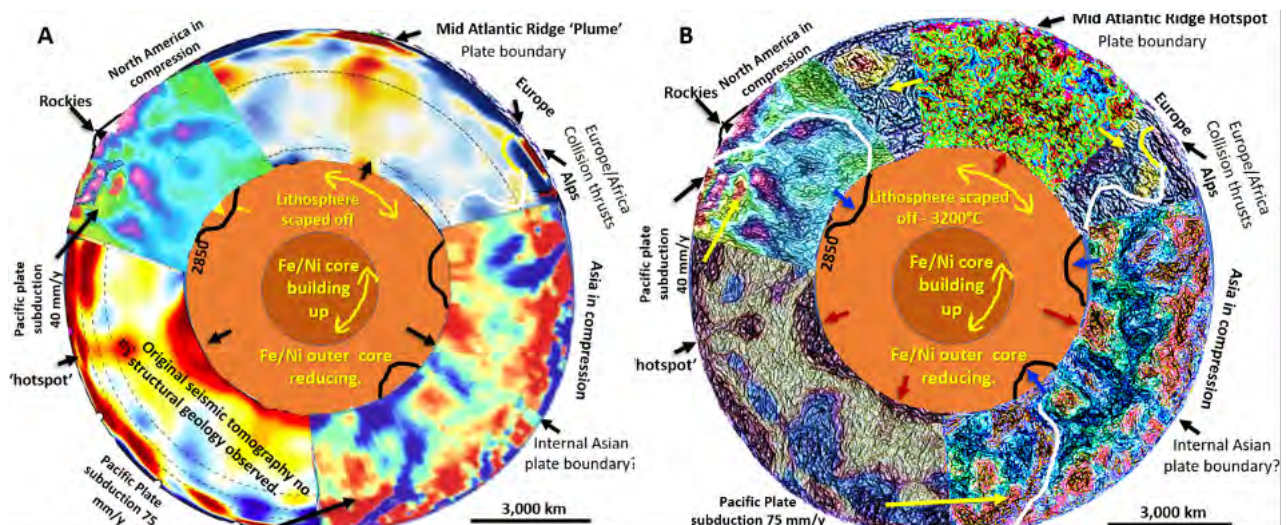 A
Mid Atlantic Ridge 'Plume'
Plate boundary
North America in
compression
Rockies
Europe
Alps
Europe/Africa
Collision thrusts
Lithosphere
scaped off
2850
Fe/Ni core
building
up
Fe/Ni outer core
reducing.
Pacific plate
subduction
40 mm/y
'hotspot'
Original seismic tomography no
structural geology observed.
Asia in compression
Internal Asian
plate boundary?
Pacific Plate
subduction 75
mm/y
3,000 km
B
Mid Atlantic Ridge Hotspot
Plate boundary
North America in
compression
Rockies
Europe
Alps
Europe/Africa
Collision thrusts
Lithosphere scaped
off - 3200°C
2850
Fe/Ni core
building
up
Fe/Ni outer core
reducing.
Pacific plate
subduction
40 mm/y
'hotspot'
Asia in compression
Internal Asian
plate boundary?
Pacific Plate
subduction 75 mm/y
3,000 km